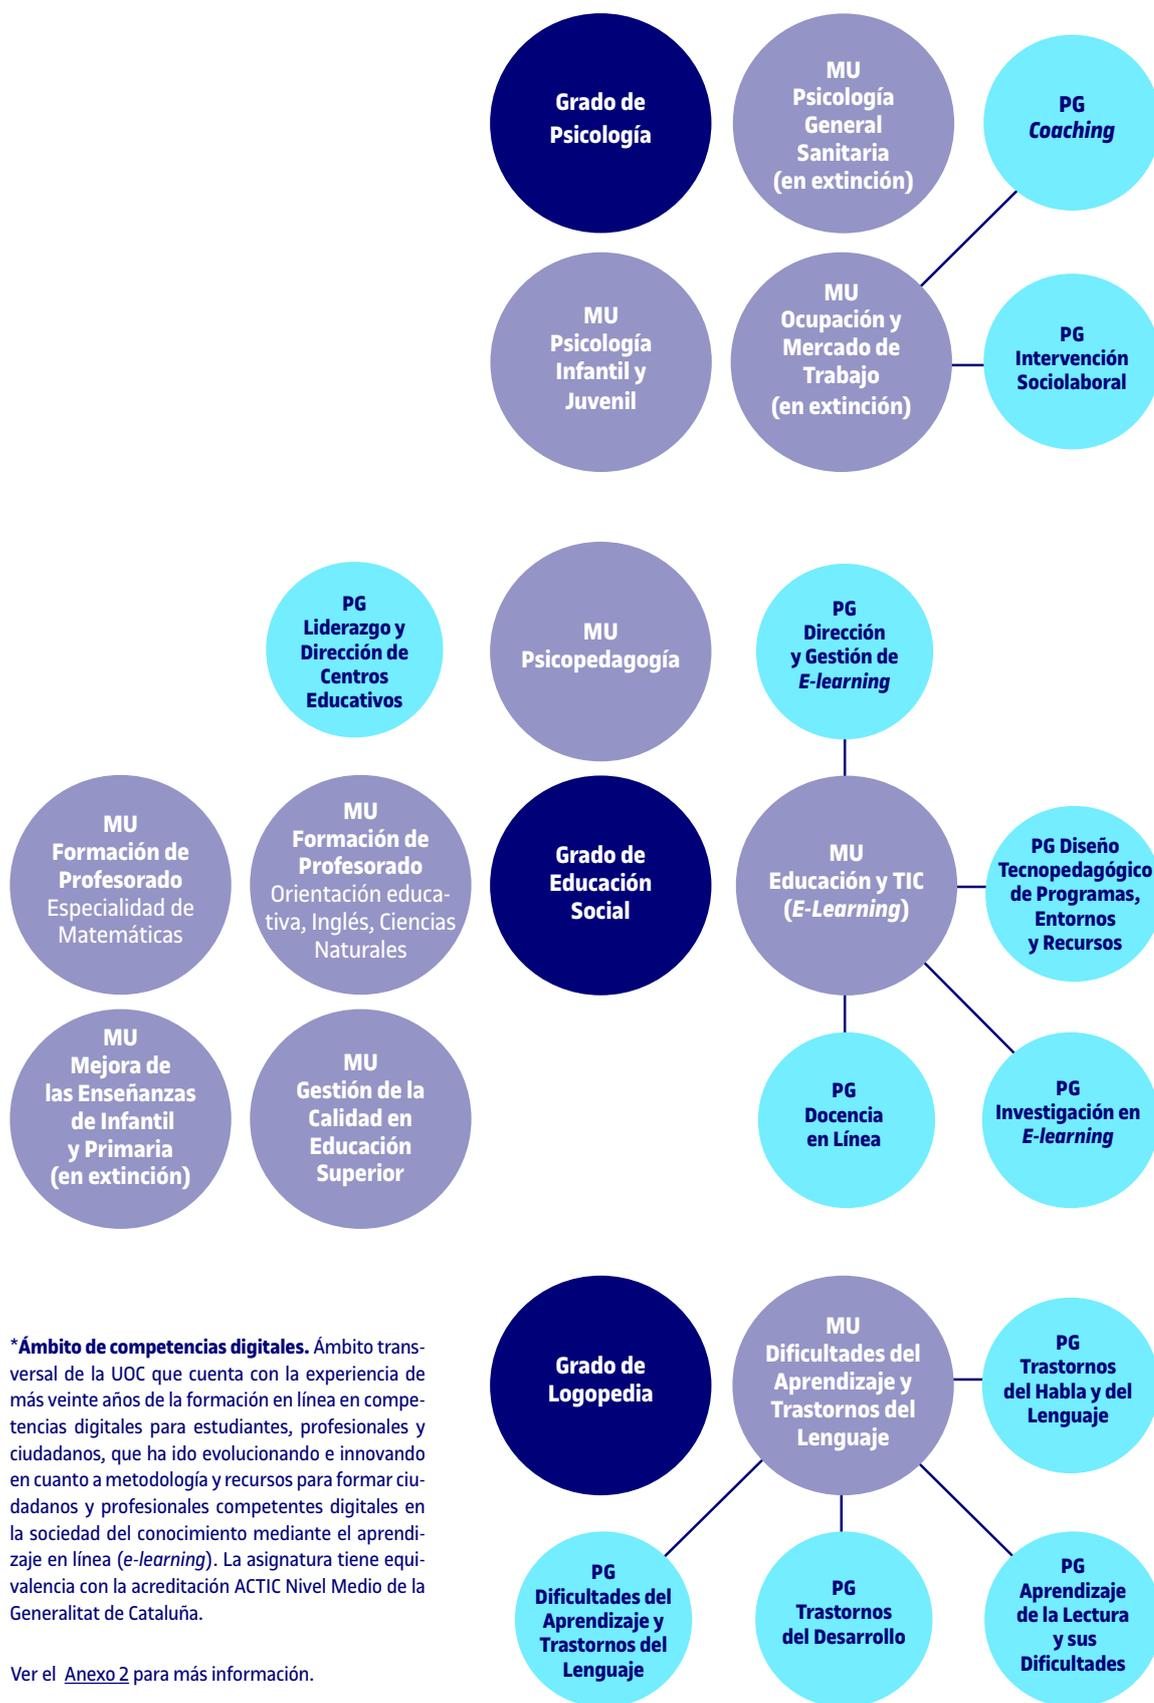 Grado de
Psicología
MU
Psicología
General
Sanitaria
(en extinción)
PG
Coaching
MU
Psicología
Infantil y
Juvenil
MU
Ocupación y
Mercado de
Trabajo
(en extinción)
PG
Intervención
Sociolaboral
PG
Liderazgo y
Dirección de
Centros
Educativos
MU
Psicopedagogía
PG
Dirección
y Gestión de
E-learning
MU
Formación de
Profesorado
Especialidad de
Matemáticas
MU
Formación de
Profesorado
Orientación educa-
tiva, Inglés, Ciencias
Naturales
Grado de
Educación
Social
MU
Educación y TIC
(E-Learning)
PG Diseño
Tecnopedagógico
de Programas,
Entornos
y Recursos
MU
Mejora de
las Enseñanzas
de Infantil
y Primaria
(en extinción)
MU
Gestión de la
Calidad en
Educación
Superior
PG
Docencia
en Línea
PG
Investigación en
E-learning
*Ámbito de competencias digitales. Ámbito trans-
versal de la UOC que cuenta con la experiencia de
más veinte años de la formación en línea en compe-
tencias digitales para estudiantes, profesionales y
ciudadanos, que ha ido evolucionando e innovando
en cuanto a metodología y recursos para formar ciu-
dadanos y profesionales competentes digitales en
la sociedad del conocimiento mediante el aprendi-
zaje en línea (e-learning). La asignatura tiene equi-
valencia con la acreditación ACTIC Nivel Medio de la
Generalitat de Cataluña.
Ver el Anexo 2 para más información.
Grado de
Logopedia
MU
Dificultades del
Aprendizaje y
Trastornos del
Lenguaje
PG
Trastornos
del Habla y del
Lenguaje
PG
Dificultades del
Aprendizaje y
Trastornos del
Lenguaje
PG
Trastornos
del Desarrollo
PG
Aprendizaje
de la Lectura
y sus
Dificultades